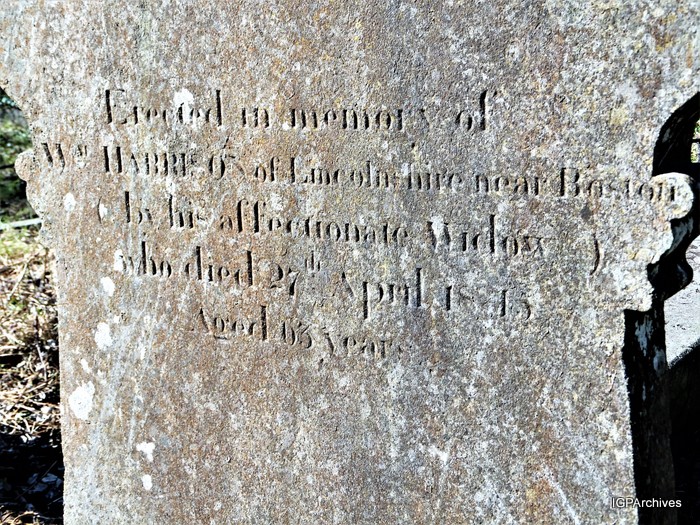 Erected in memory of
Wm HARRISON of Lincolnshire near Boston
( by his affectionate Widow )
who died 27th April 1845
Aged 65 years
IGPArchives